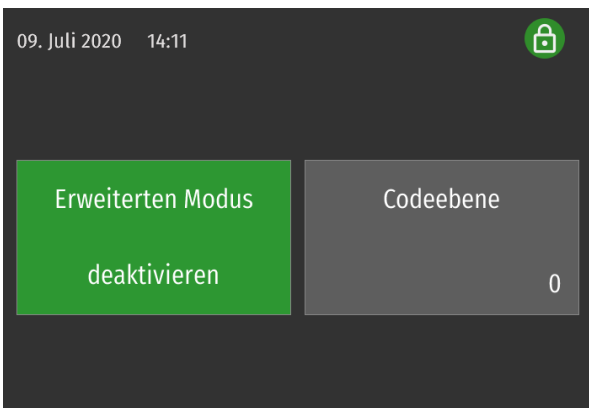 09. Juli 2020 14:11
Erweiterten Modus
deaktivieren
Codeebene
0